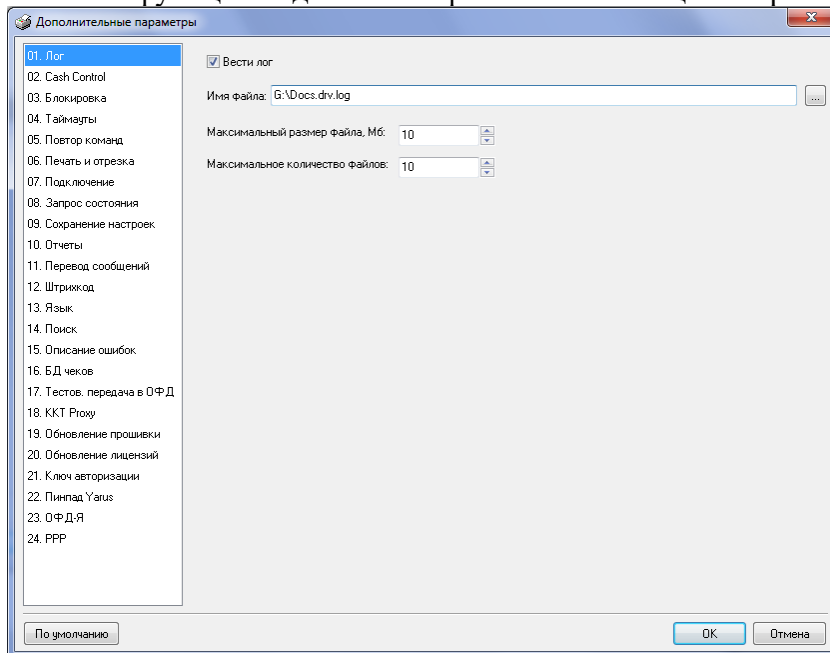 Дополнительные параметры
01. Лог
02. Cash Control
03. Блокировка
04. Таймауты
05. Повтор команд
06. Печать и отрезка
07. Подключение
08. Запрос состояния
09. Сохранение настроек
10. Отчеты
11. Перевод сообщений
12. Штрихкод
13. Язык
14. Поиск
15. Описание ошибок
16. БД чеков
17. Тестов. передача в ОФД
18. ККТ Proxy
19. Обновление прошивки
20. Обновление лицензий
21. Ключ авторизации
22. Пинпад Yarus
23. ОФД-Я
24. PPP
Вести лог
Имя файла: G:\Docs.drv.log ...
Максимальный размер файла, Мб: 10
Максимальное количество файлов: 10
По умолчанию OK Отмена